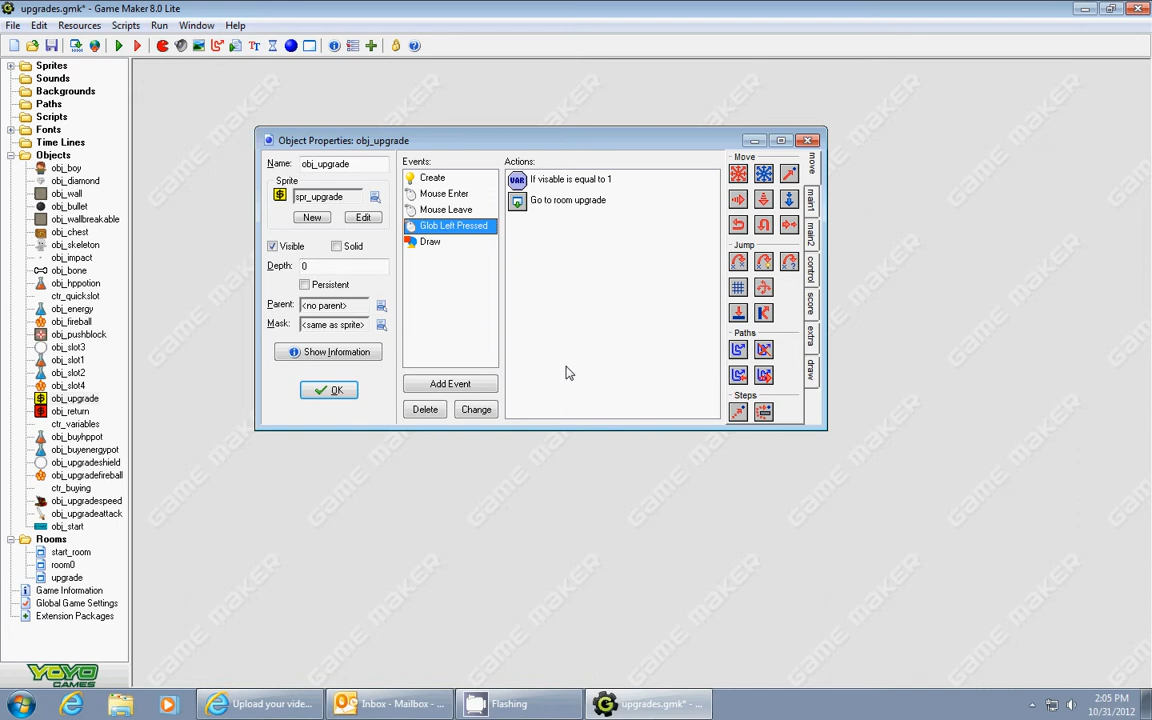 upgrades.gmk* - Game Maker 8.0 Lite
File Edit Resources Scripts Run Window Help
Sprites
Sounds
Backgrounds
Paths
Scripts
Fonts
Time Lines
Objects
obj_boy
obj_diamond
obj_wall
obj_bullet
obj_wallbreakable
obj_chest
obj_skeleton
obj_impact
obj_bone
obj_hppotion
ctr_quickslot
obj_energy
obj_fireball
obj_pushblock
obj_slot3
obj_slot1
obj_slot2
obj_slot4
obj_upgrade
obj_return
ctr_variables
obj_buyhppot
obj_buyenergypot
obj_upgradeshield
obj_upgradefireball
ctr_buying
obj_upgradespeed
obj_upgradeattack
obj_start
Rooms
start_room
room0
upgrade
Game Information
Global Game Settings
Extension Packages
YOYO
GAMES
Object Properties: obj_upgrade
Name: obj_upgrade
Sprite
spr_upgrade
New Edit
Visible Solid
Depth: 0
Persistent
Parent: <no parent>
Mask: <same as sprite>
Show Information
OK
Events:
Create
Mouse Enter
Mouse Leave
Glob Left Pressed
Draw
Add Event
Delete Change
Actions:
VAR If visable is equal to 1
Go to room upgrade
Move
Jump
Paths
Steps
move
main1
main2
control
score
extra
draw
GAME MAKER
Upload your vide...
Inbox - Mailbox - ...
Flashing
upgrades.gmk* - ...
2:05 PM
10/31/2012